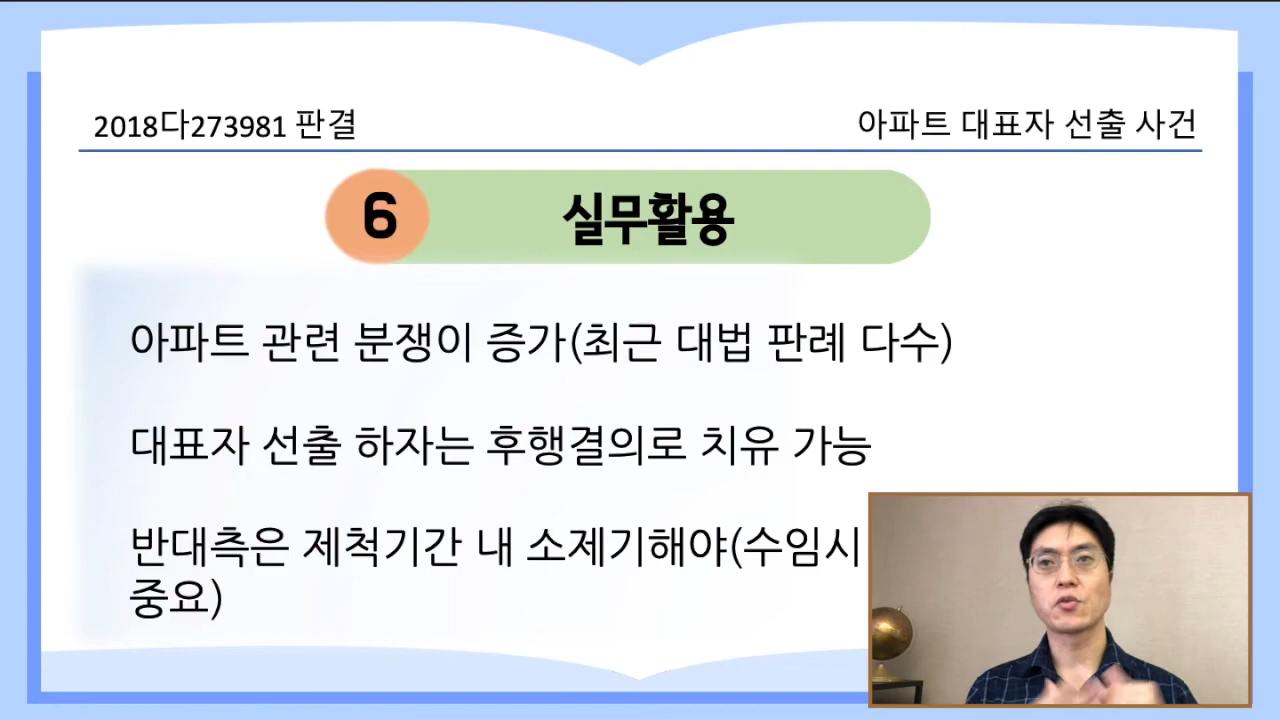 2018다273981 판결
아파트 대표자 선출 사건
6
실무활용
아파트 관련 분쟁이 증가(최근 대법 판례 다수)
대표자 선출 하자는 후행결의로 치유 가능
반대측은 제척기간 내 소제기해야(수임시
중요)